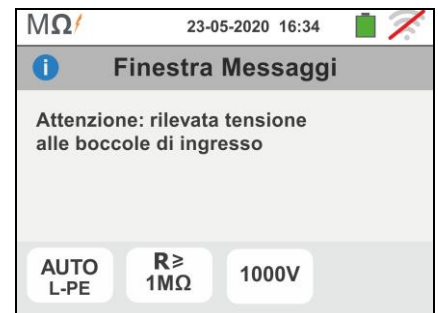 MΩ 23-05-2020 16:34
i Finestra Messaggi
Attenzione: rilevata tensione
alle boccole di ingresso
AUTO
L-PE
R≥
1MΩ
1000V